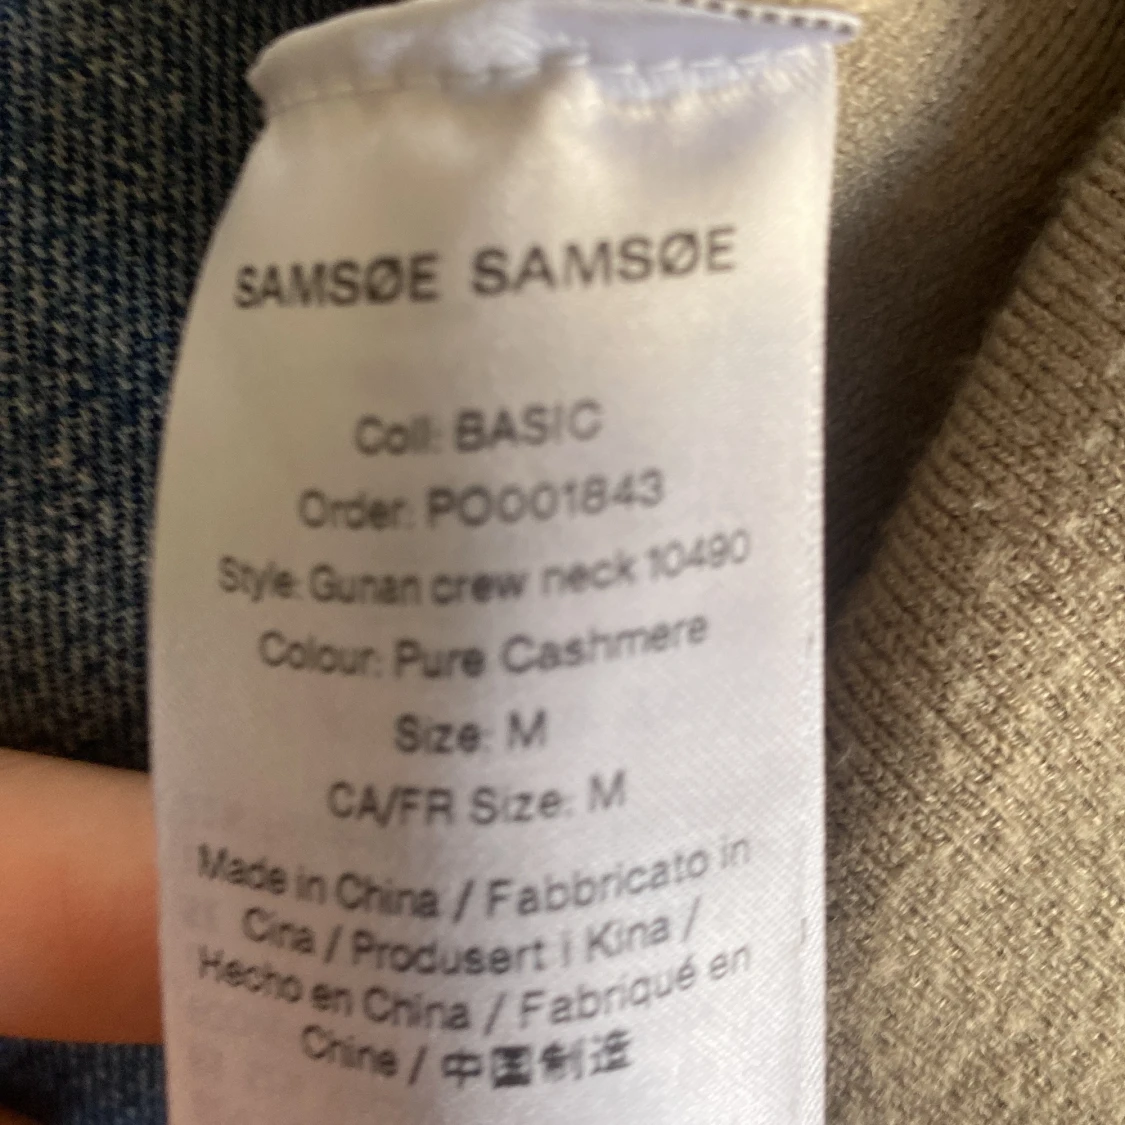 SAMSØE SAMSØE
Coll: BASIC
Order: PO001843
Style: Gunan crew neck 10490
Colour: Pure Cashmere
Size: M
CA/FR Size: M
Made in China / Fabbricato in
Cina / Produsert i Kina /
Hecho en China / Fabriqué en
Chine / 中国制造